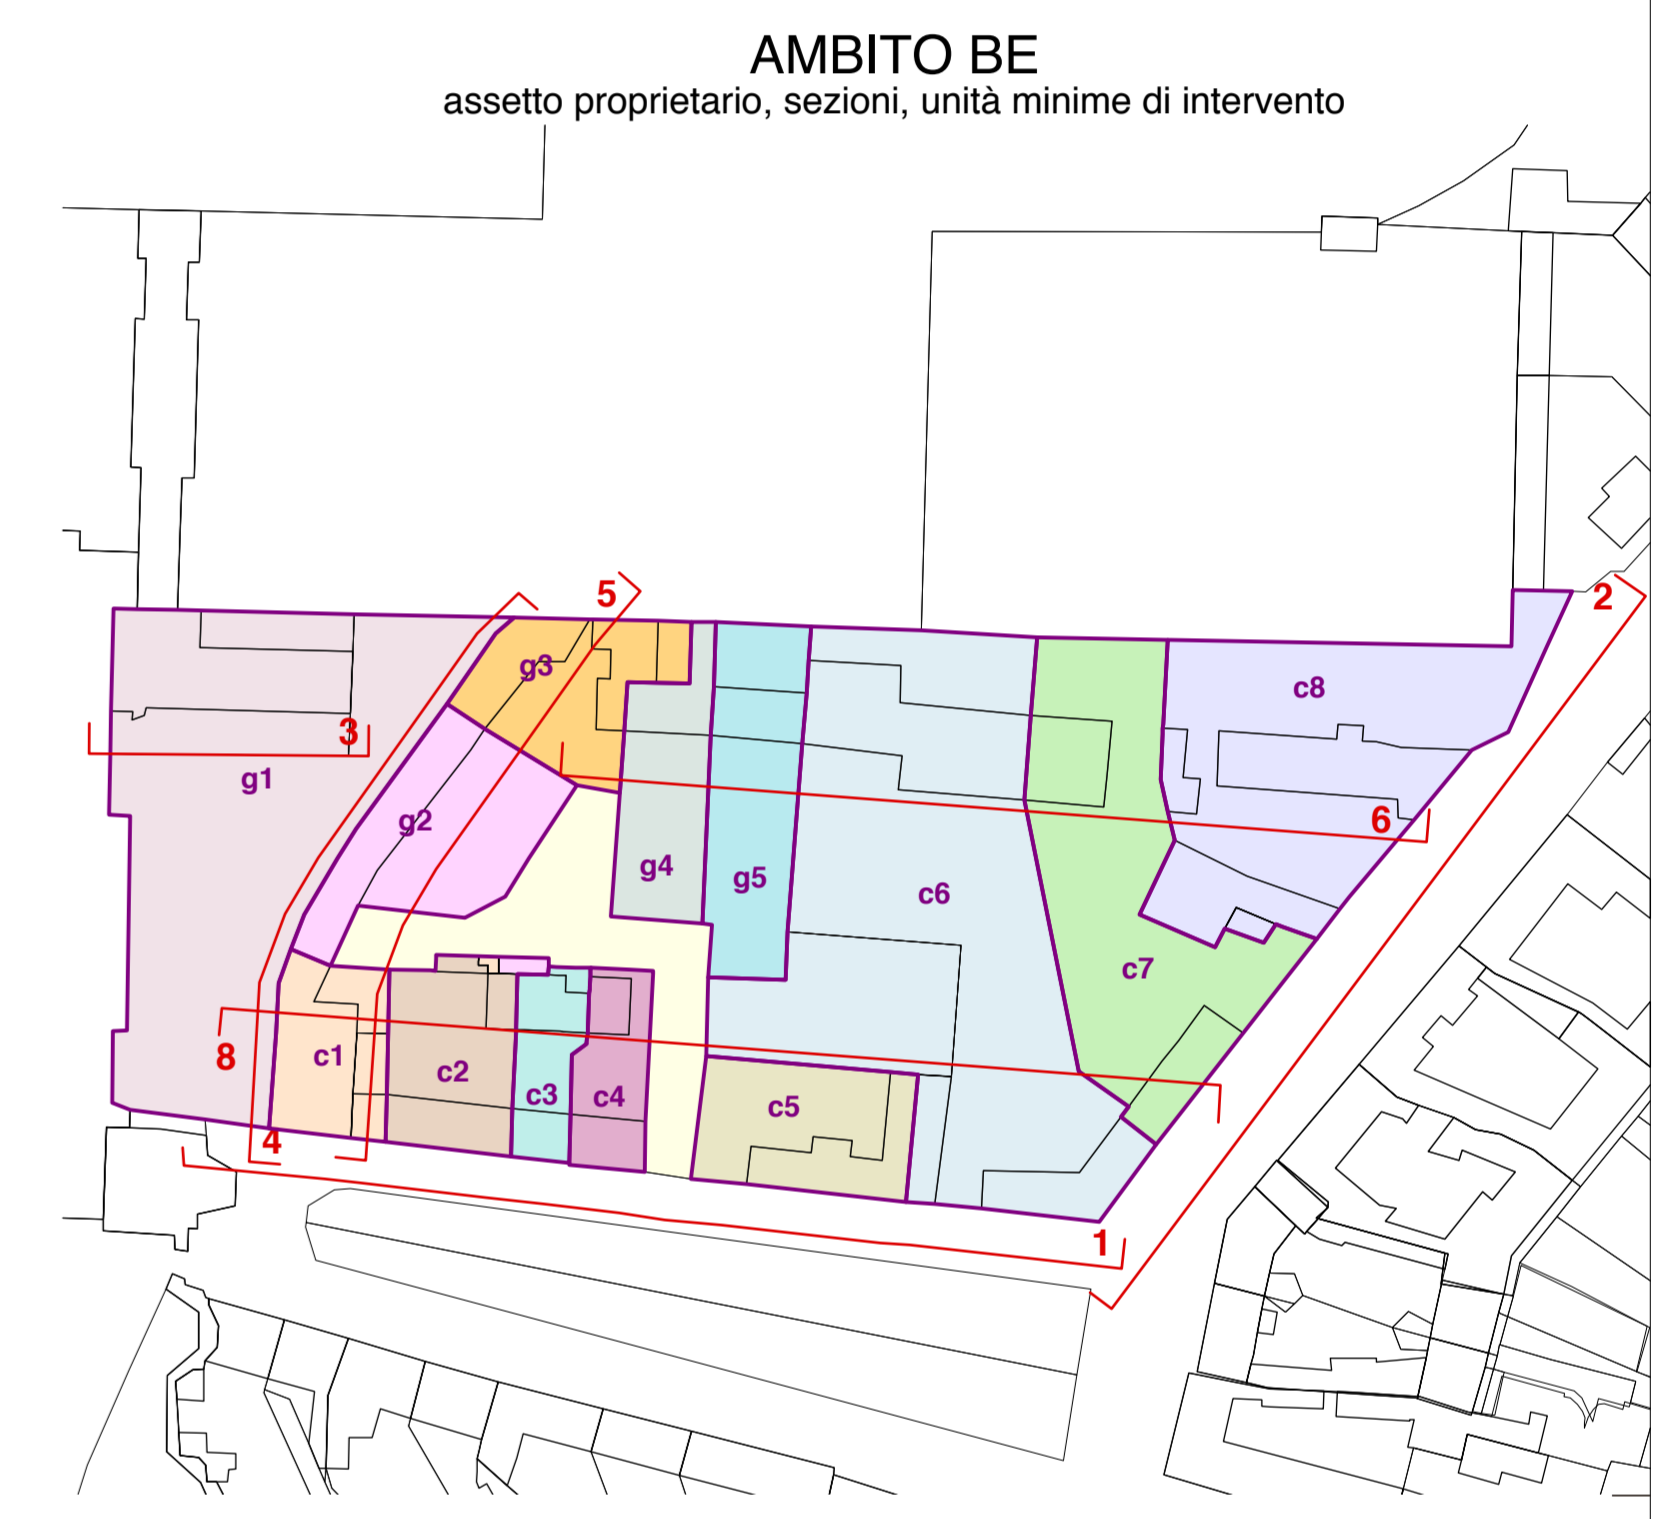 AMBITO BE
assetto proprietario, sezioni, unità minime di intervento
5
2
g3
c8
3
g1
g2
6
g4
g5
c6
c7
8
c1
c2
c3
c4
c5
4
1